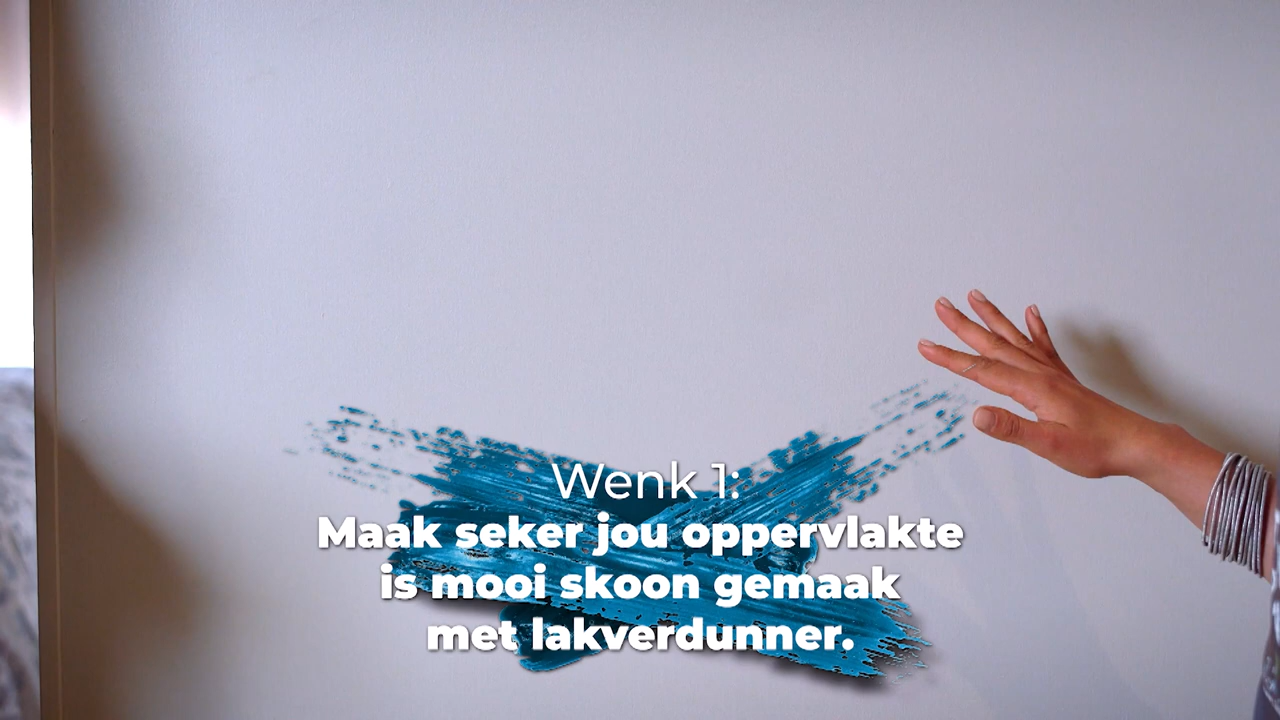 Wenk 1:
Maak seker jou oppervlakte
is mooi skoon gemaak
met lakverdunner.